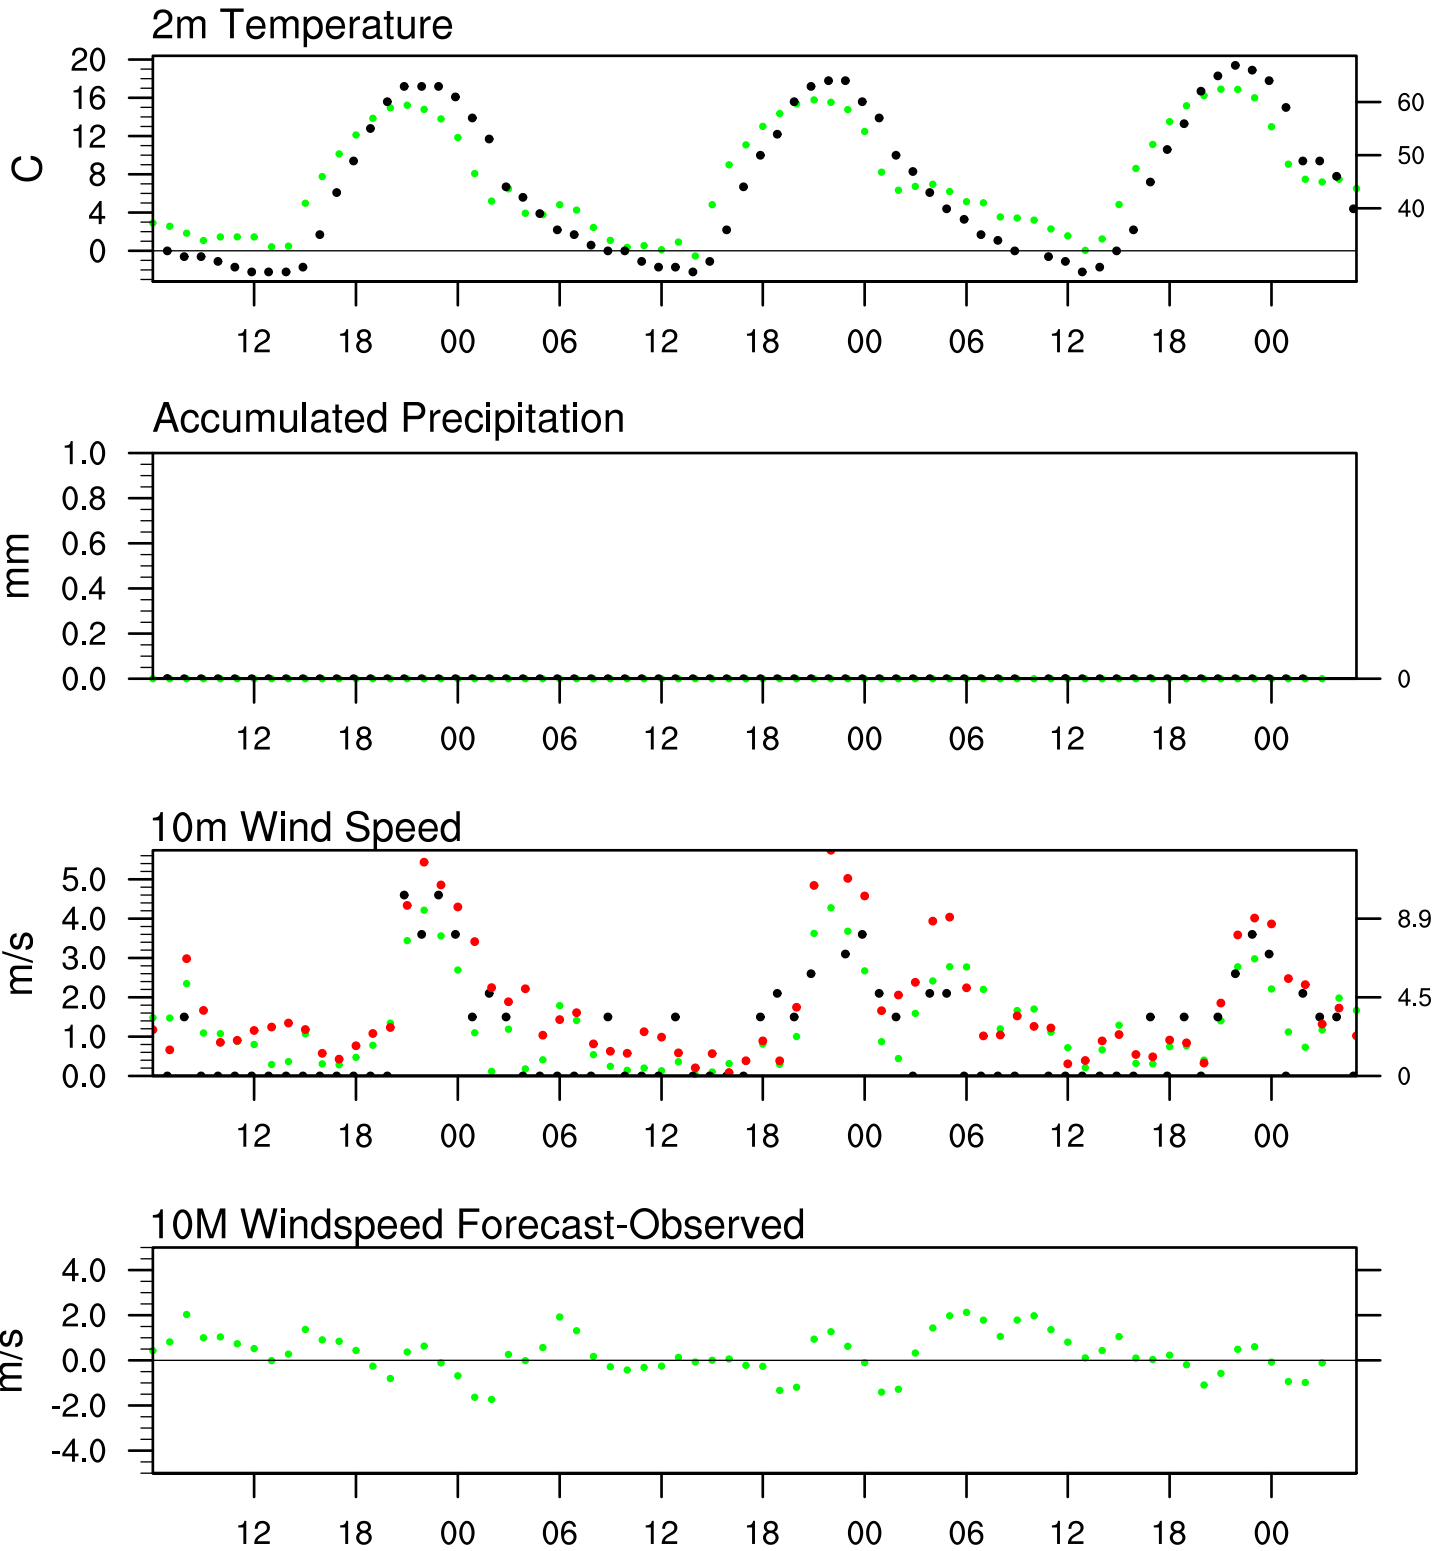 2m Temperature
20
16
12
8
4
0
C
60
50
40
12 18 00 06 12 18 00 06 12 18 00
Accumulated Precipitation
1.0
0.8
0.6
0.4
0.2
0.0
mm
0
12 18 00 06 12 18 00 06 12 18 00
10m Wind Speed
5.0
4.0
3.0
2.0
1.0
0.0
m/s
8.9
4.5
0
12 18 00 06 12 18 00 06 12 18 00
10M Windspeed Forecast-Observed
4.0
2.0
0.0
-2.0
-4.0
m/s
12 18 00 06 12 18 00 06 12 18 00